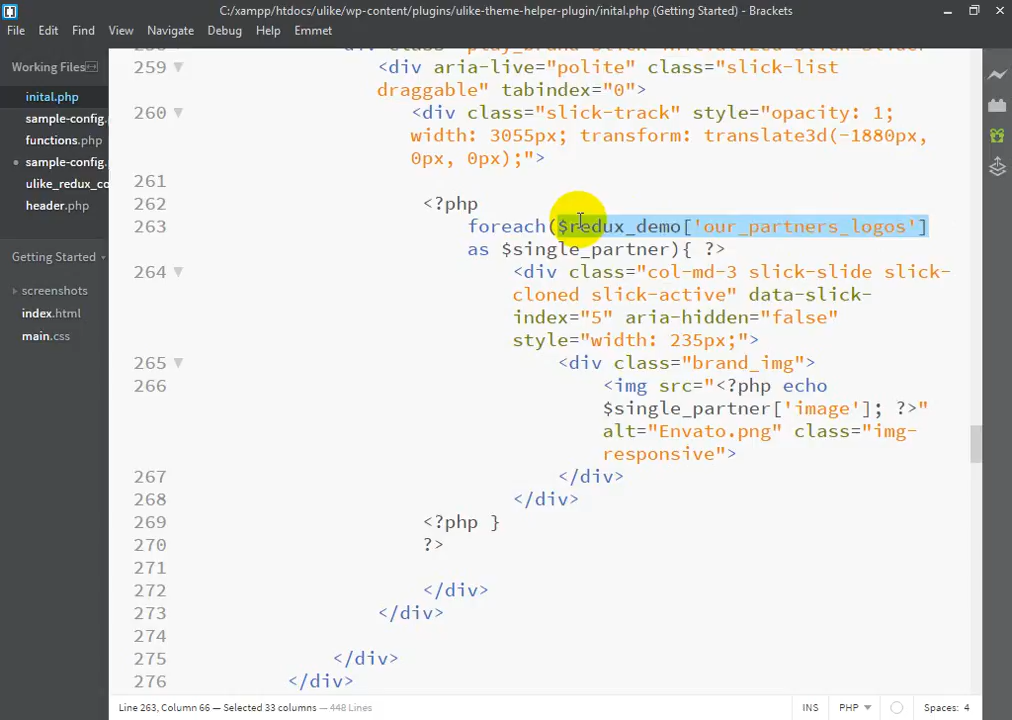 C:/xampp/htdocs/ulike/wp-content/plugins/ulike-theme-helper-plugin/inital.php (Getting Started) - Brackets
File Edit Find View Navigate Debug Help Emmet
Working Files
inital.php
sample-config.
functions.php
sample-config.
ulike_redux_co
header.php
Getting Started
screenshots
index.html
main.css
259 <div aria-live="polite" class="slick-list
draggable" tabindex="0">
260 <div class="slick-track" style="opacity: 1;
width: 3055px; transform: translate3d(-1880px,
0px, 0px);">
261
262 <?php
263 foreach($redux_demo['our_partners_logos']
as $single_partner){ ?>
264 <div class="col-md-3 slick-slide slick-
cloned slick-active" data-slick-
index="5" aria-hidden="false"
style="width: 235px;">
265 <div class="brand_img">
266 <img src="<?php echo
$single_partner['image']; ?>"
alt="Envato.png" class="img-
responsive">
267 </div>
268 </div>
269 <?php }
270 ?>
271
272 </div>
273 </div>
274
275 </div>
276 </div>
Line 263, Column 66 — Selected 33 columns — 448 Lines
INS PHP Spaces: 4